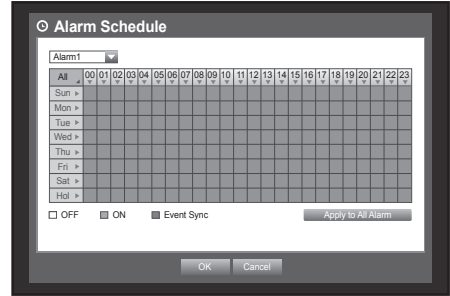 Alarm Schedule
Alarm1
All 00 01 02 03 04 05 06 07 08 09 10 11 12 13 14 15 16 17 18 19 20 21 22 23
Sun
Mon
Tue
Wed
Thu
Fri
Sat
Hol
OFF ON Event Sync Apply to All Alarm
OK Cancel